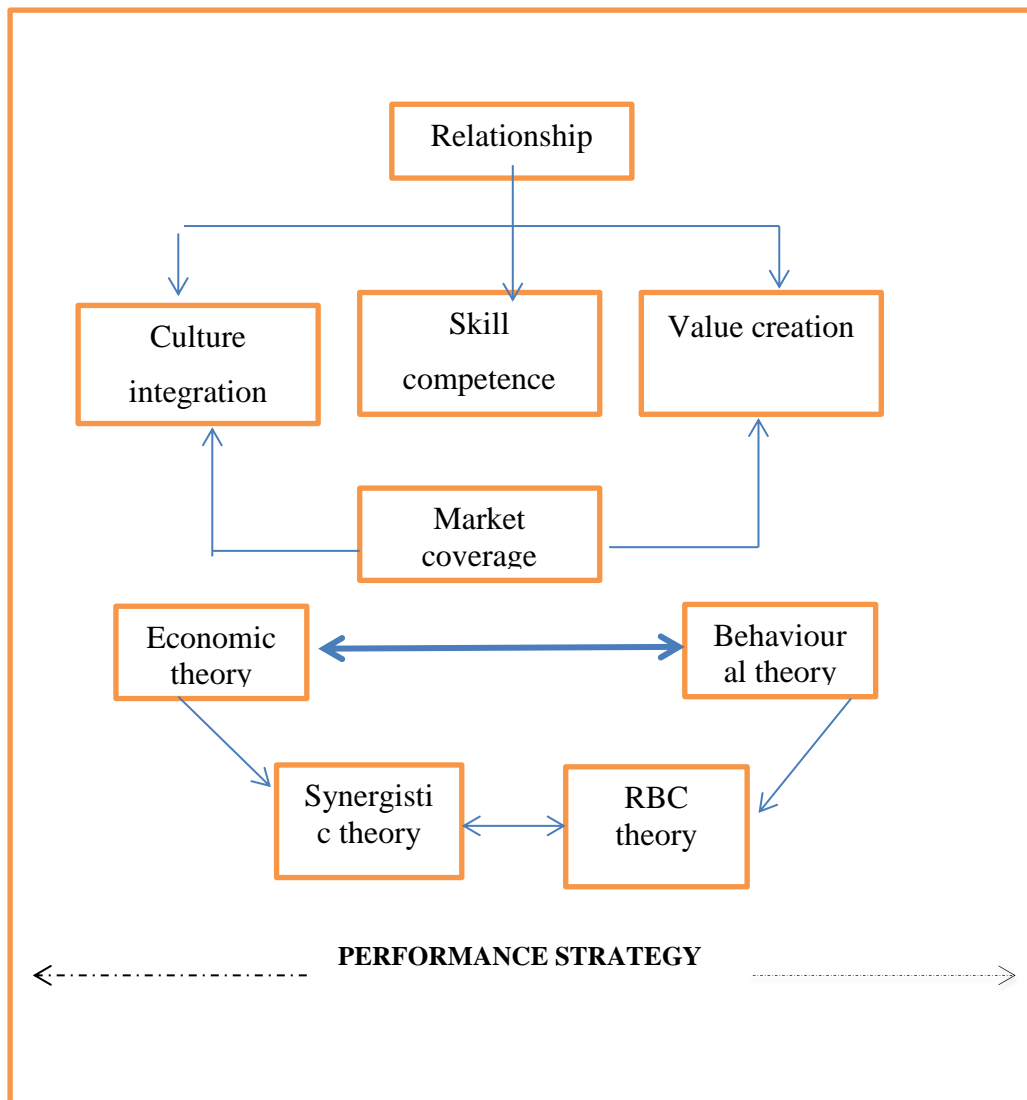 Relationship
Culture
integration
Skill
competence
Value creation
Market
coverage
Economic
theory
Behaviour
al theory
Synergisti
c theory
RBC
theory
PERFORMANCE STRATEGY